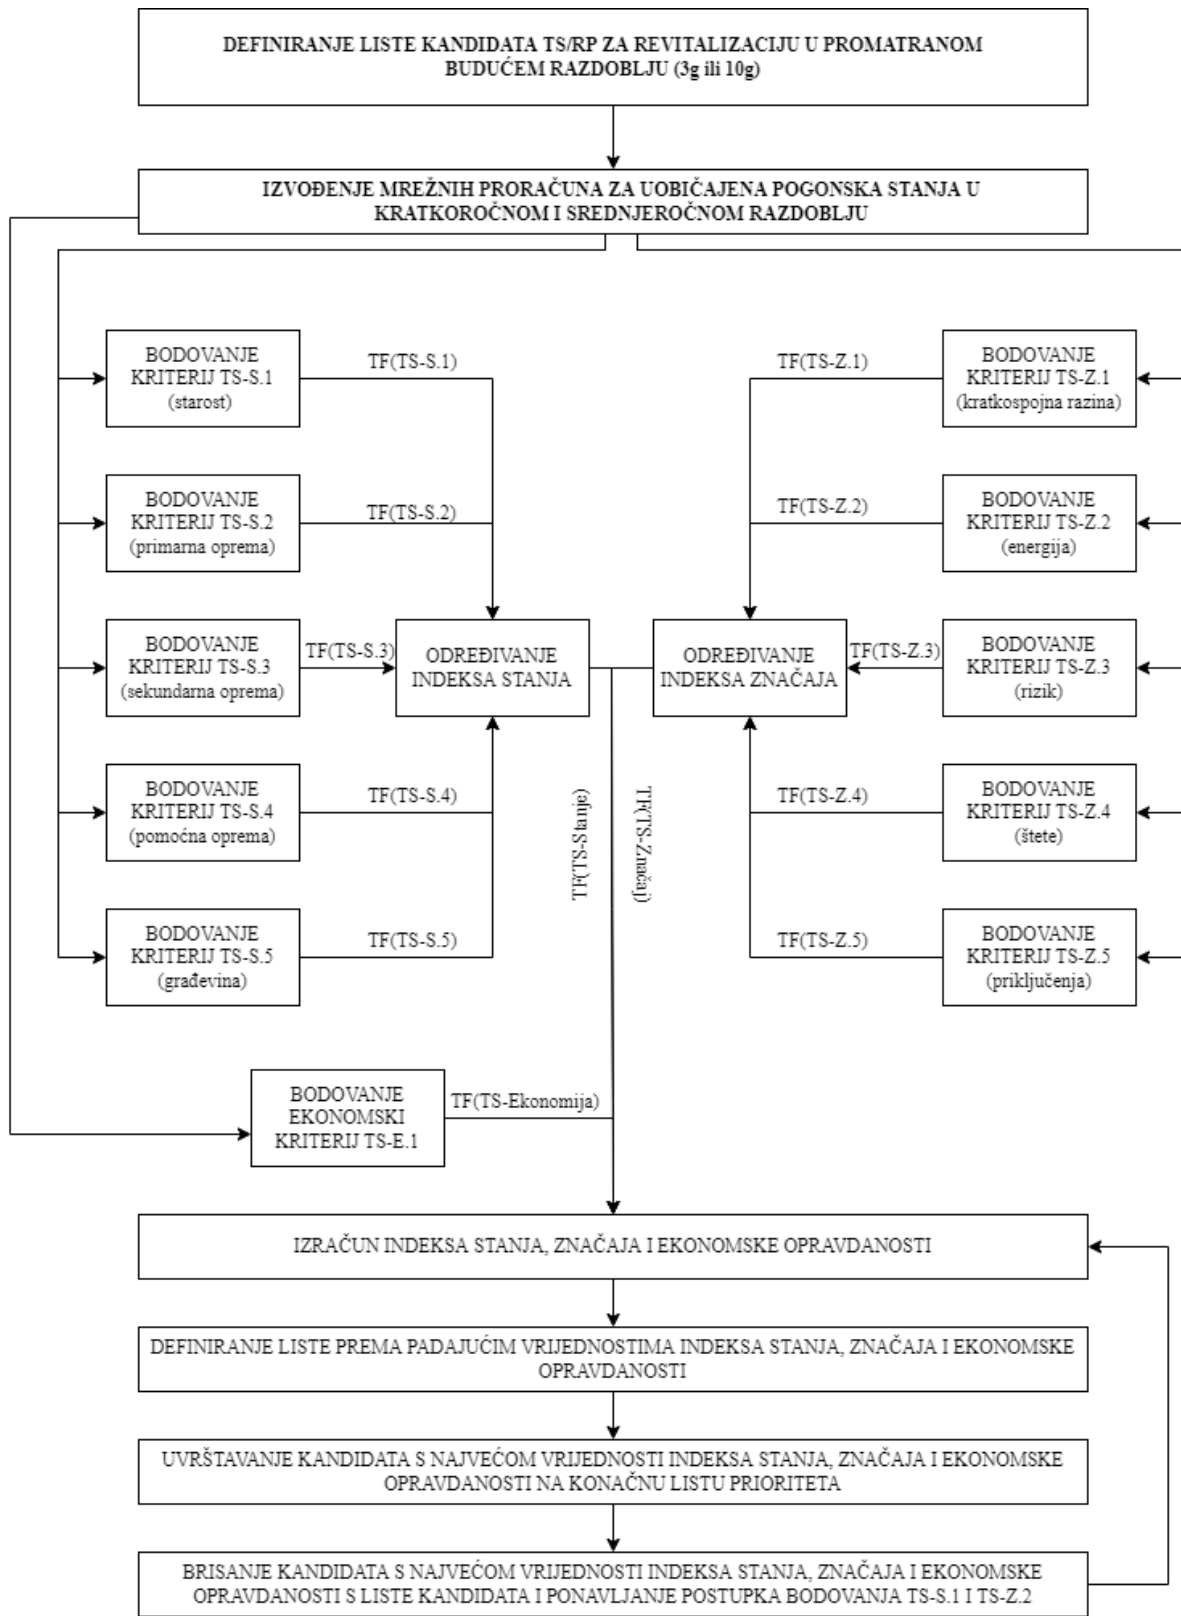 DEFINIRANJE LISTE KANDIDATA TS/RP ZA REVITALIZACIJU U PROMATRANOM
BUDUĆEM RAZDOBLJU (3g ili 10g)
IZVOĐENJE MREŽNIH PRORAČUNA ZA UOBIČAJENA POGONSKA STANJA U
KRATKOROČNOM I SREDNJEROČNOM RAZDOBLJU
BODOVANJE
KRITERIJ TS-S.1
(starost)
TF(TS-S.1)
TF(TS-Z.1)
BODOVANJE
KRITERIJ TS-Z.1
(kratkospojna razina)
BODOVANJE
KRITERIJ TS-S.2
(primarna oprema)
TF(TS-S.2)
TF(TS-Z.2)
BODOVANJE
KRITERIJ TS-Z.2
(energija)
BODOVANJE
KRITERIJ TS-S.3
(sekundarna oprema)
TF(TS-S.3)
ODREĐIVANJE
INDEKSA STANJA
ODREĐIVANJE
INDEKSA ZNAČAJA
TF(TS-Z.3)
BODOVANJE
KRITERIJ TS-Z.3
(rizik)
BODOVANJE
KRITERIJ TS-S.4
(pomoćna oprema)
TF(TS-S.4)
TF(TS-Stanje)
TF(TS-Značaj)
TF(TS-Z.4)
BODOVANJE
KRITERIJ TS-Z.4
(štete)
BODOVANJE
KRITERIJ TS-S.5
(građevina)
TF(TS-S.5)
TF(TS-Z.5)
BODOVANJE
KRITERIJ TS-Z.5
(priključenja)
BODOVANJE
EKONOMSKI
KRITERIJ TS-E.1
TF(TS-Ekonomija)
IZRAČUN INDEKSA STANJA, ZNAČAJA I EKONOMSKE OPRAVDANOSTI
DEFINIRANJE LISTE PREMA PADAJUĆIM VRIJEDNOSTIMA INDEKSA STANJA, ZNAČAJA I EKONOMSKE
OPRAVDANOSTI
UVRŠTAVANJE KANDIDATA S NAJVEĆOM VRIJEDNOSTI INDEKSA STANJA, ZNAČAJA I EKONOMSKE
OPRAVDANOSTI NA KONAČNU LISTU PRIORITETA
BRISANJE KANDIDATA S NAJVEĆOM VRIJEDNOSTI INDEKSA STANJA, ZNAČAJA I EKONOMSKE
OPRAVDANOSTI S LISTE KANDIDATA I PONAVLJANJE POSTUPKA BODOVANJA TS-S.1 I TS-Z.2